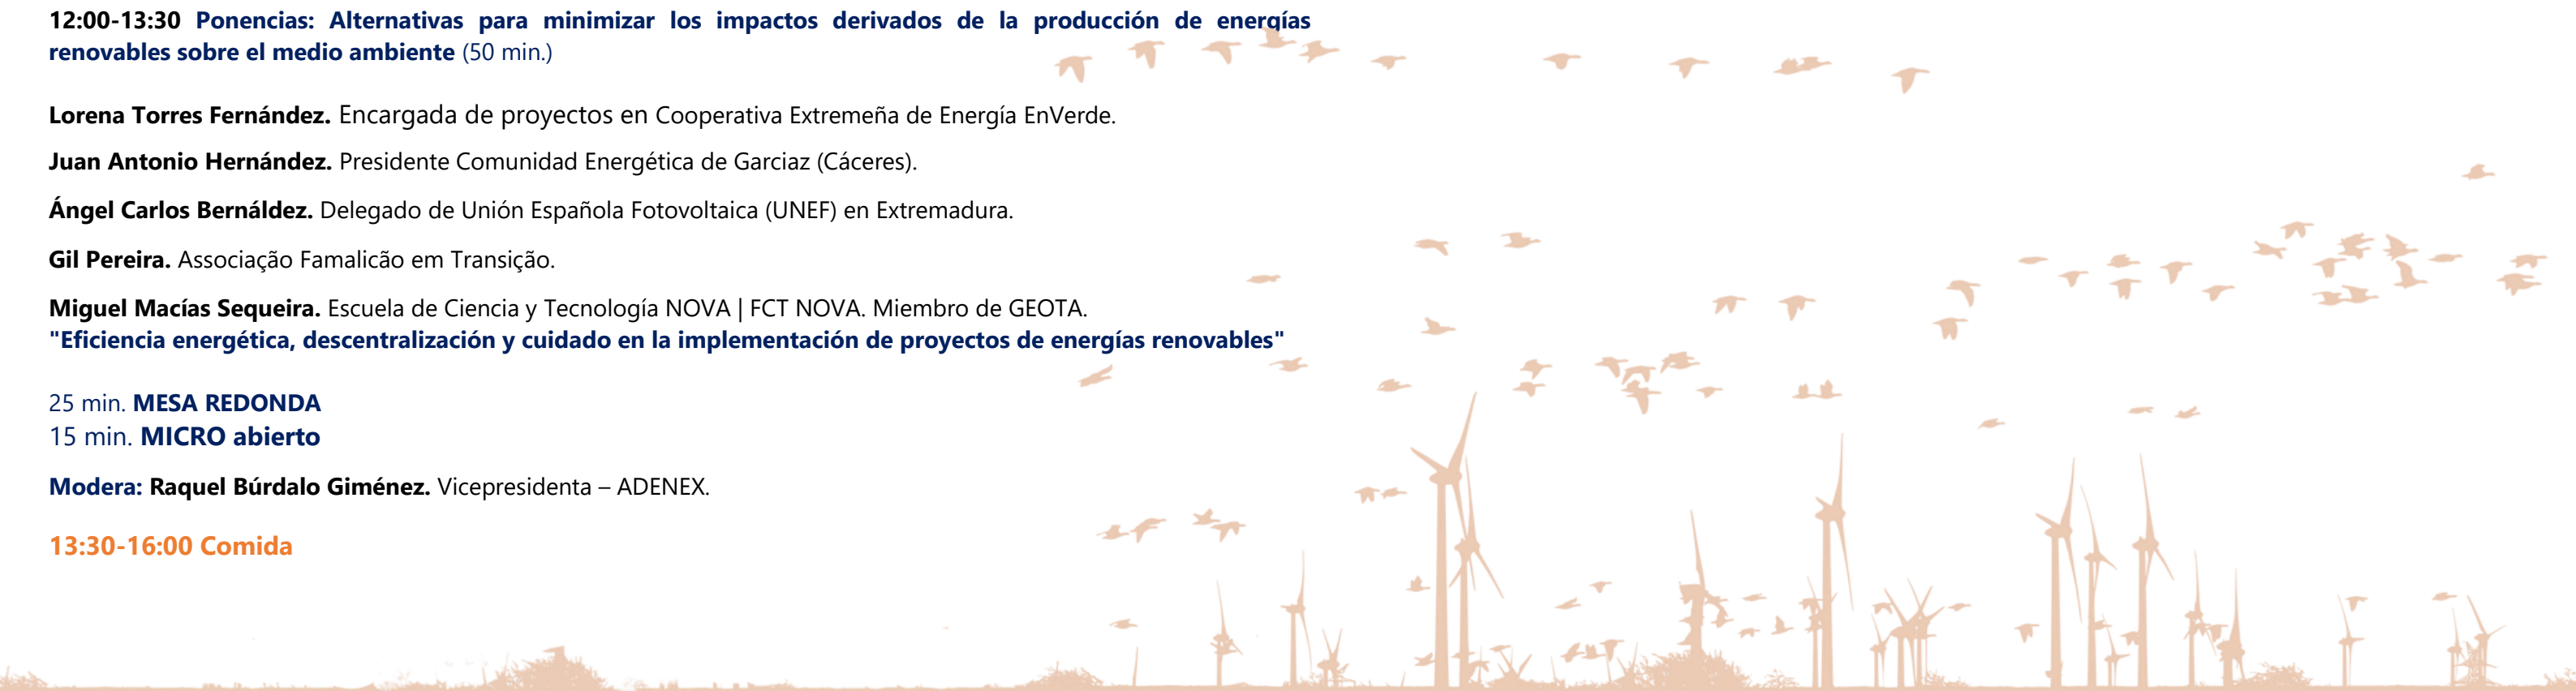 12:00-13:30 Ponencias: Alternativas para minimizar los impactos derivados de la producción de energías
renovables sobre el medio ambiente (50 min.)
Lorena Torres Fernández. Encargada de proyectos en Cooperativa Extremeña de Energía EnVerde.
Juan Antonio Hernández. Presidente Comunidad Energética de Garciaz (Cáceres).
Ángel Carlos Bernáldez. Delegado de Unión Española Fotovoltaica (UNEF) en Extremadura.
Gil Pereira. Associação Famalicão em Transição.
Miguel Macías Sequeira. Escuela de Ciencia y Tecnología NOVA | FCT NOVA. Miembro de GEOTA.
"Eficiencia energética, descentralización y cuidado en la implementación de proyectos de energías renovables"
25 min. MESA REDONDA
15 min. MICRO abierto
Modera: Raquel Búrdalo Giménez. Vicepresidenta – ADENEX.
13:30-16:00 Comida